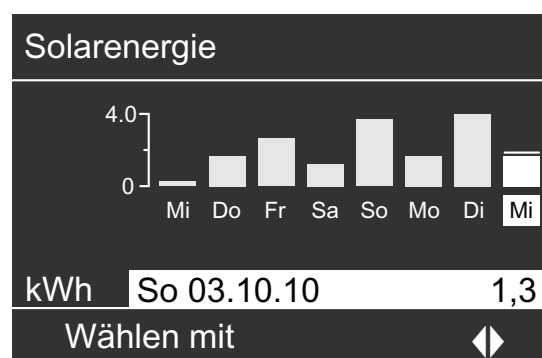 Solarenergie
4.0
0
Mi Do Fr Sa So Mo Di Mi
kWh So 03.10.10 1,3
Wählen mit